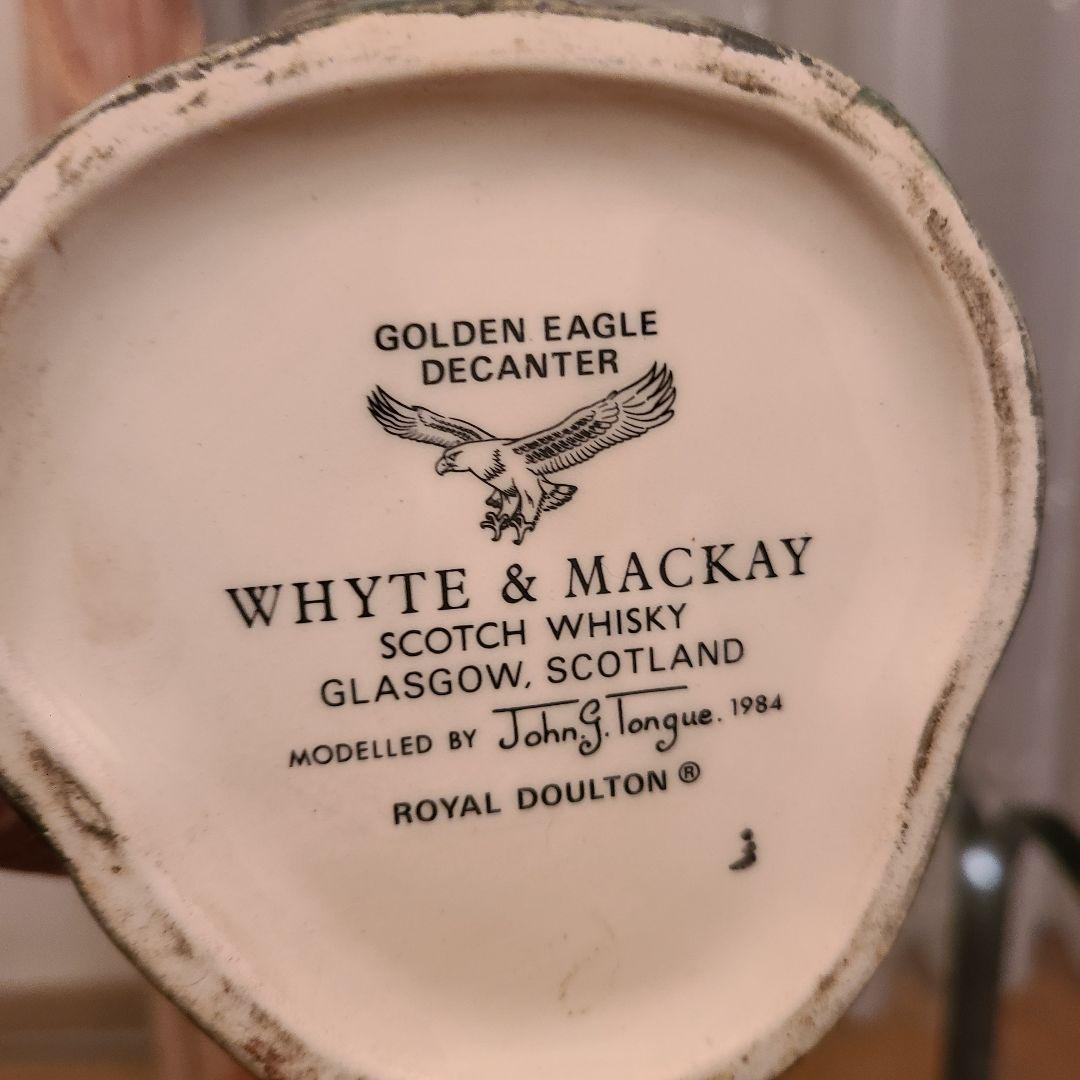 GOLDEN EAGLE
DECANTER
WHYTE & MACKAY
SCOTCH WHISKY
GLASGOW, SCOTLAND
MODELLED BY John.G.Tongue. 1984
ROYAL DOULTON ®